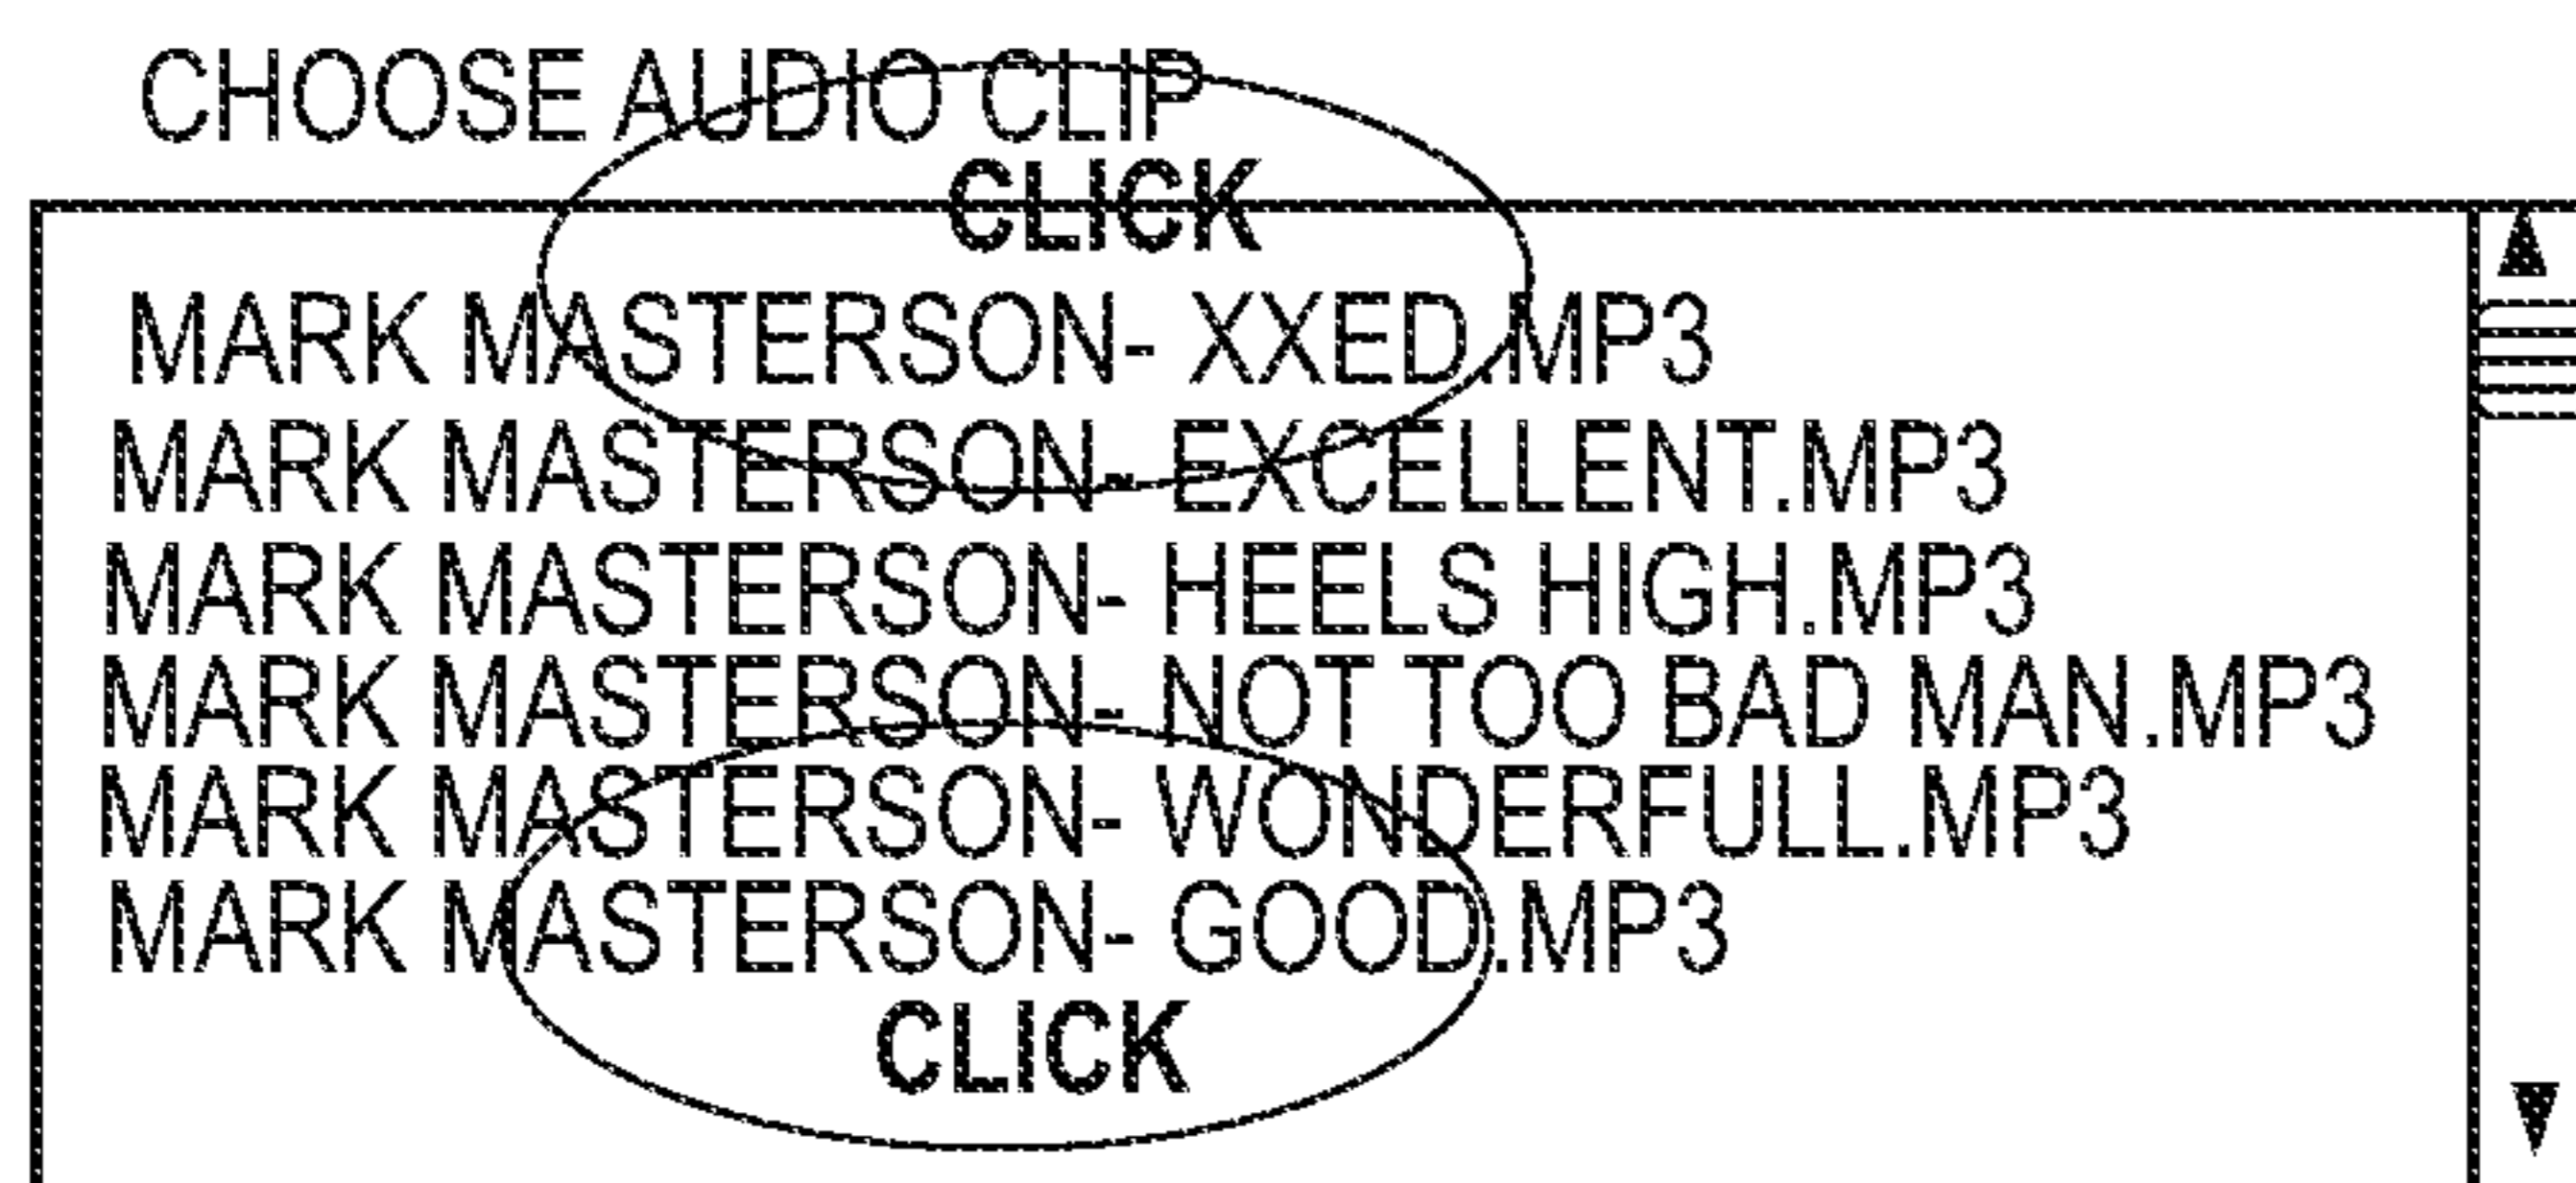 CHOOSE AUDIO CLIP
CLICK
MARK MASTERSON- XXED.MP3
MARK MASTERSON- EXCELLENT.MP3
MARK MASTERSON- HEELS HIGH.MP3
MARK MASTERSON- NOT TOO BAD MAN.MP3
MARK MASTERSON- WONDERFULL.MP3
MARK MASTERSON- GOOD.MP3
CLICK